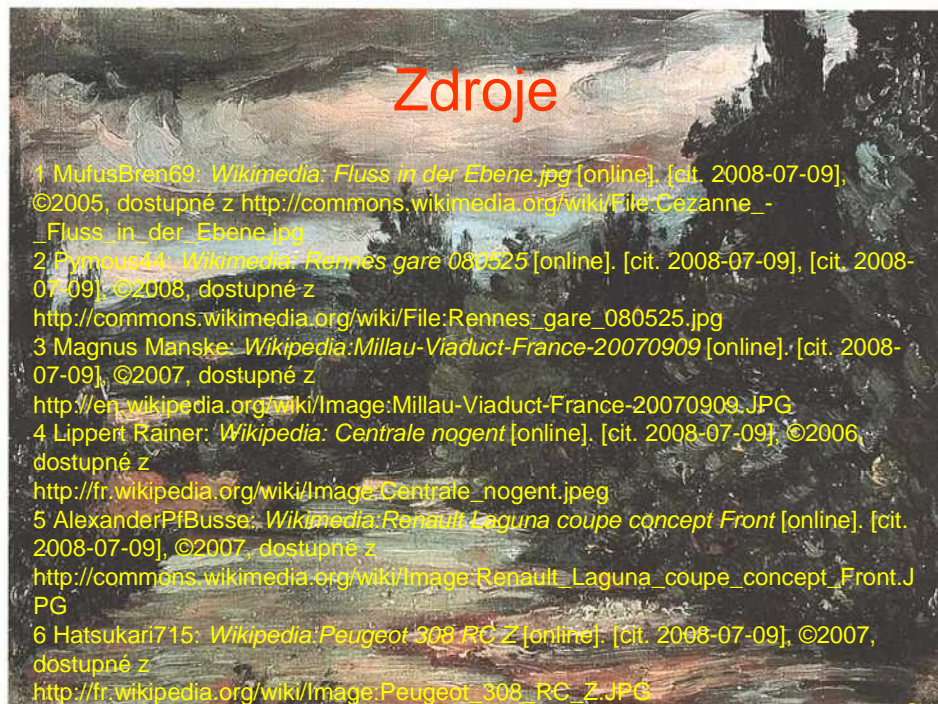 Zdroje
1 MufusBren69: Wikimedia: Fluss in der Ebene.jpg [online]. [cit. 2008-07-09],
©2005, dostupné z http://commons.wikimedia.org/wiki/File:Cezanne_-
_Fluss_in_der_Ebene.jpg
2 Pymous44: Wikimedia: Rennes gare 080525 [online]. [cit. 2008-07-09], [cit. 2008-
07-09], ©2008, dostupné z
http://commons.wikimedia.org/wiki/File:Rennes_gare_080525.jpg
3 Magnus Manske: Wikipedia:Millau-Viaduct-France-20070909 [online]. [cit. 2008-
07-09], ©2007, dostupné z
http://en.wikipedia.org/wiki/Image:Millau-Viaduct-France-20070909.JPG
4 Lippert Rainer: Wikipedia: Centrale nogent [online]. [cit. 2008-07-09], ©2006,
dostupné z
http://fr.wikipedia.org/wiki/Image:Centrale_nogent.jpeg
5 AlexanderPfBusse: Wikimedia:Renault Laguna coupe concept Front [online]. [cit.
2008-07-09], ©2007, dostupné z
http://commons.wikimedia.org/wiki/Image:Renault_Laguna_coupe_concept_Front.J
PG
6 Hatsukari715: Wikipedia:Peugeot 308 RC Z [online]. [cit. 2008-07-09], ©2007,
dostupné z
http://fr.wikipedia.org/wiki/Image:Peugeot_308_RC_Z.JPG